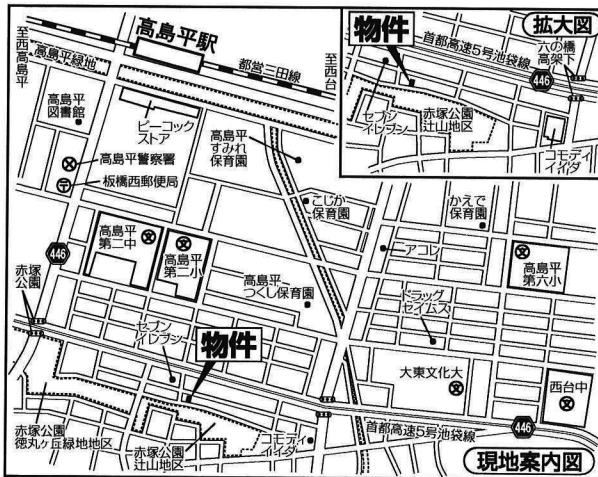 至西高島平
高島平緑地
高島平駅
都営三田線
至西台
高島平
図書館
ピーコック
ストア
高島平警察署
板橋西郵便局
高島平
すみれ
保育園
こじか
保育園
かえで
保育園
446
高島平
第二中
高島平
第二小
高島平
つくし保育園
アコレ
高島平
第六小
ドラッグ
セイムス
赤塚
公園
セブン
イレブン
物件
大東文化大
西台中
赤塚公園
徳丸ヶ丘緑地地区
赤塚公園
辻山地区
コモディ
イイダ
首都高速5号池袋線
446
現地案内図
拡大図
物件
首都高速5号池袋線
六の橋
高架下
446
セブン
イレブン
赤塚公園
辻山地区
コモディ
イイダ